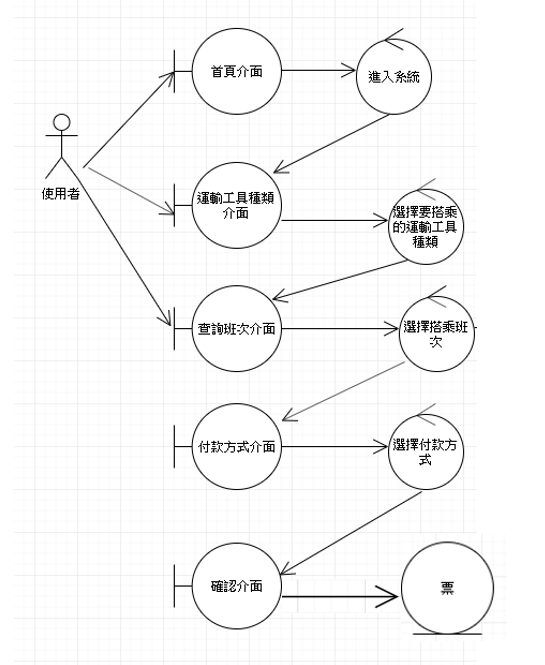 首頁介面
進入系統
使用者
運輸工具種類
介面
選擇要搭乘
的運輸工具
種類
查詢班次介面
選擇搭乘班
次
付款方式介面
選擇付款方
式
確認介面
票